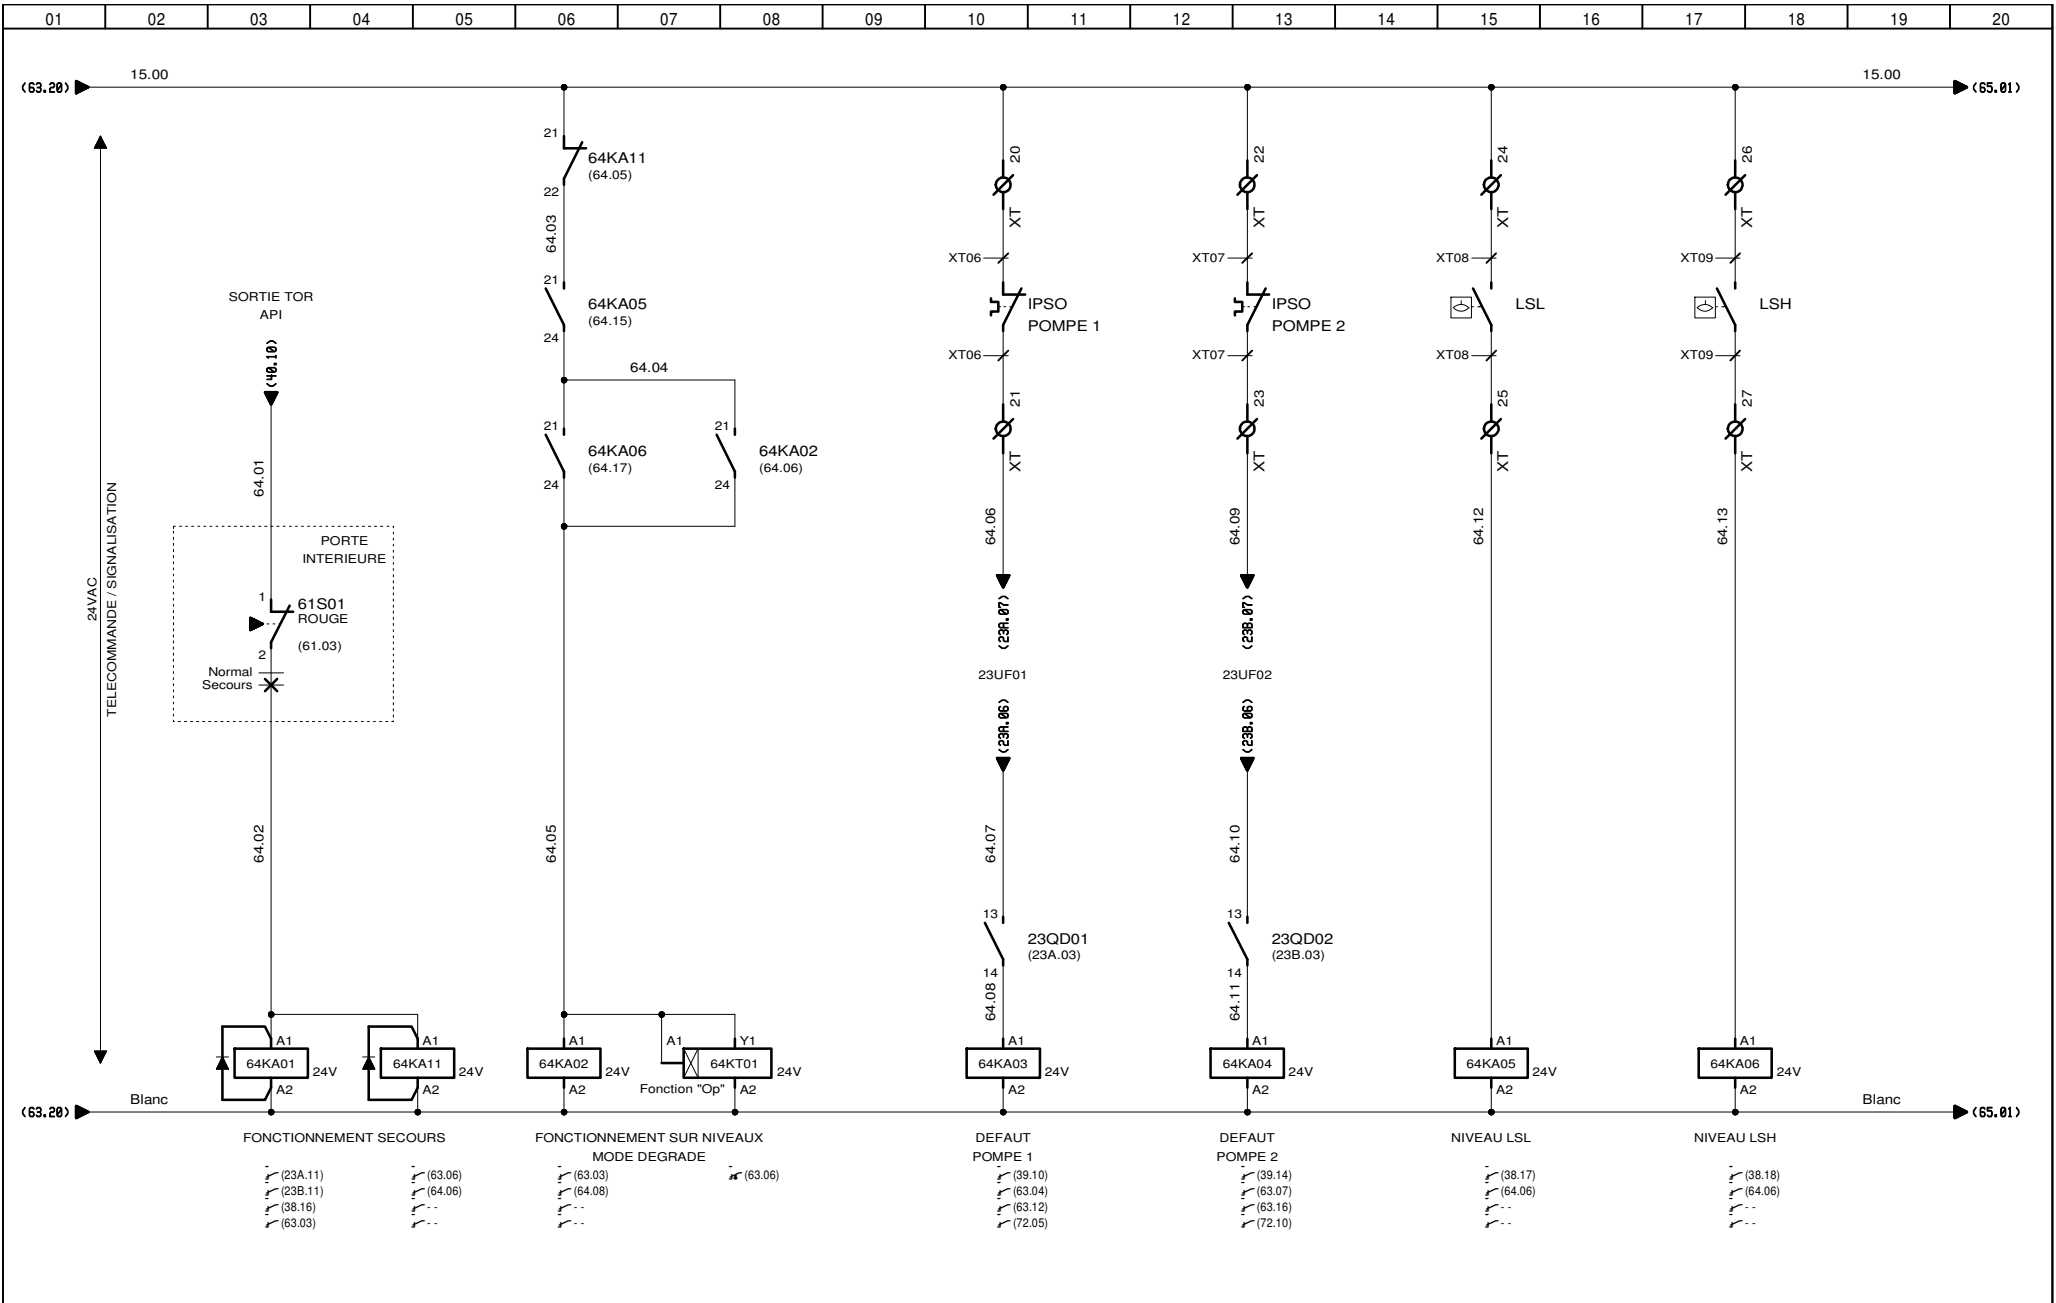 01 02 03 04 05 06 07 08 09 10 11 12 13 14 15 16 17 18 19 20
15.00 15.00
(63.20) (65.01)
24VAC
TELECOMMANDE / SIGNALISATION
SORTIE TOR
API
(40.10)
64.01
PORTE
INTERIEURE
1
61S01
ROUGE
(61.03)
2
Normal
Secours
64.02
21
64KA11
(64.05)
22
64.03
21
64KA05
(64.15)
24
64.04
21
64KA06
(64.17)
24
21
64KA02
(64.06)
24
64.05
20
XT
XT06
IPSO
POMPE 1
XT06
21
XT
64.06
(23A.07)
23UF01
(23A.06)
64.07
13
23QD01
(23A.03)
14
64.08
22
XT
XT07
IPSO
POMPE 2
XT07
23
XT
64.09
(23B.07)
23UF02
(23B.06)
64.10
13
23QD02
(23B.03)
14
64.11
24
XT
XT08
LSL
XT08
25
XT
64.12
26
XT
XT09
LSH
XT09
27
XT
64.13
A1 A1 A1 A1 Y1 A1 A1 A1 A1
64KA01 24V 64KA11 24V 64KA02 24V 64KT01 24V 64KA03 24V 64KA04 24V 64KA05 24V 64KA06 24V
A2 A2 A2 Fonction "Op" A2 A2 A2 A2 A2
Blanc Blanc
(63.20) (65.01)
FONCTIONNEMENT SECOURS
(23A.11)
(23B.11)
(38.16)
(63.03)
(63.06)
(64.06)
- -
- -
FONCTIONNEMENT SUR NIVEAUX
MODE DEGRADE
(63.03)
(64.08)
- -
- -
(63.06)
DEFAUT
POMPE 1
(39.10)
(63.04)
(63.12)
(72.05)
DEFAUT
POMPE 2
(39.14)
(63.07)
(63.16)
(72.10)
NIVEAU LSL
(38.17)
(64.06)
- -
- -
NIVEAU LSH
(38.18)
(64.06)
- -
- -